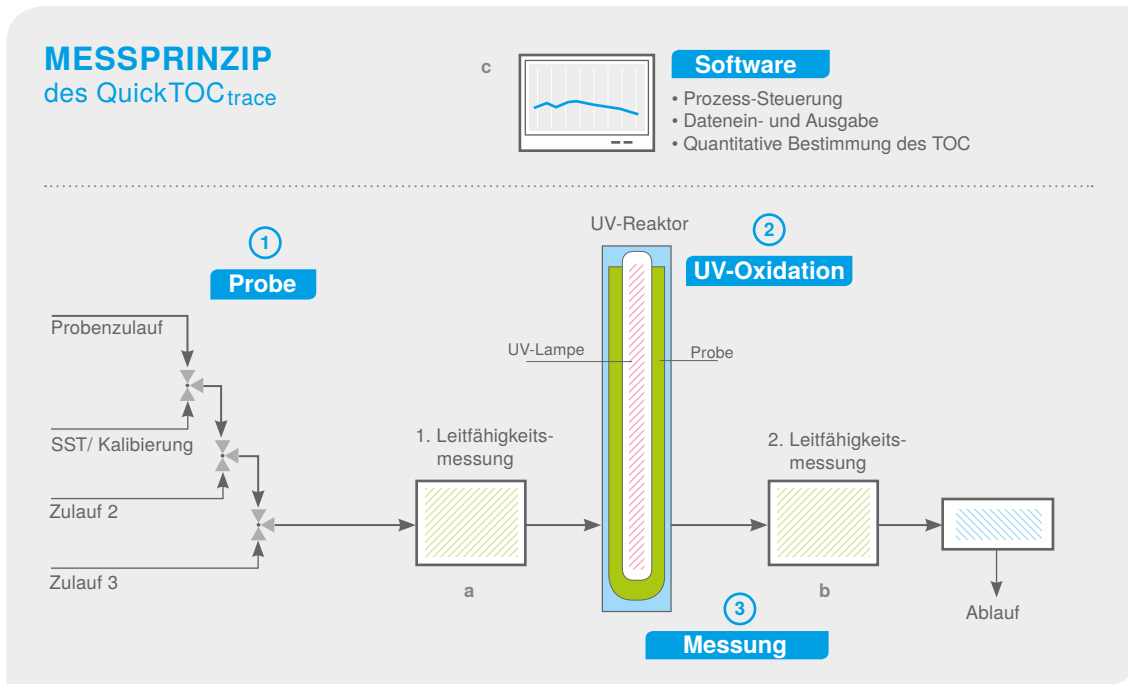 MESSPRINZIP
des QuickTOCtrace
c
Software
• Prozess-Steuerung
• Datenein- und Ausgabe
• Quantitative Bestimmung des TOC
1
Probe
UV-Reaktor
2
UV-Oxidation
Probenzulauf
UV-Lampe
Probe
SST/ Kalibierung
Zulauf 2
Zulauf 3
1. Leitfähigkeits-
messung
a
2. Leitfähigkeits-
messung
b
Ablauf
3
Messung